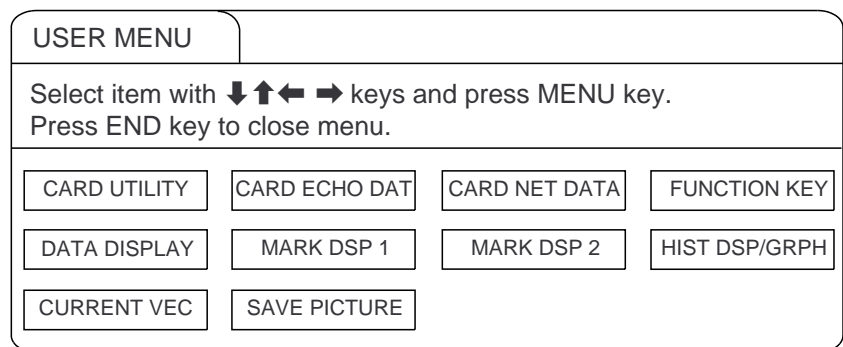 USER MENU
Select item with ⬇⬆⬅ ➡ keys and press MENU key.
Press END key to close menu.
CARD UTILITY CARD ECHO DAT CARD NET DATA FUNCTION KEY
DATA DISPLAY MARK DSP 1 MARK DSP 2 HIST DSP/GRPH
CURRENT VEC SAVE PICTURE